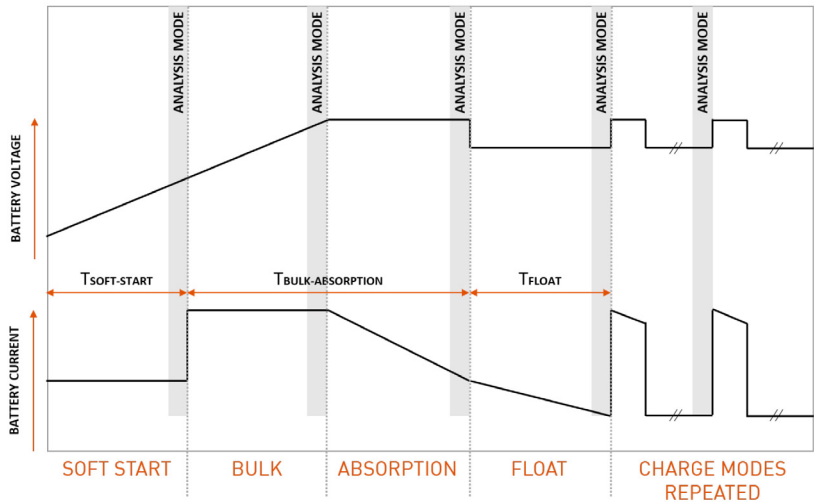 ANALYSIS MODE
ANALYSIS MODE
ANALYSIS MODE
ANALYSIS MODE
ANALYSIS MODE
BATTERY VOLTAGE
TSOFT-START
TBULK-ABSORPTION
TFLOAT
BATTERY CURRENT
SOFT START
BULK
ABSORPTION
FLOAT
CHARGE MODES
REPEATED